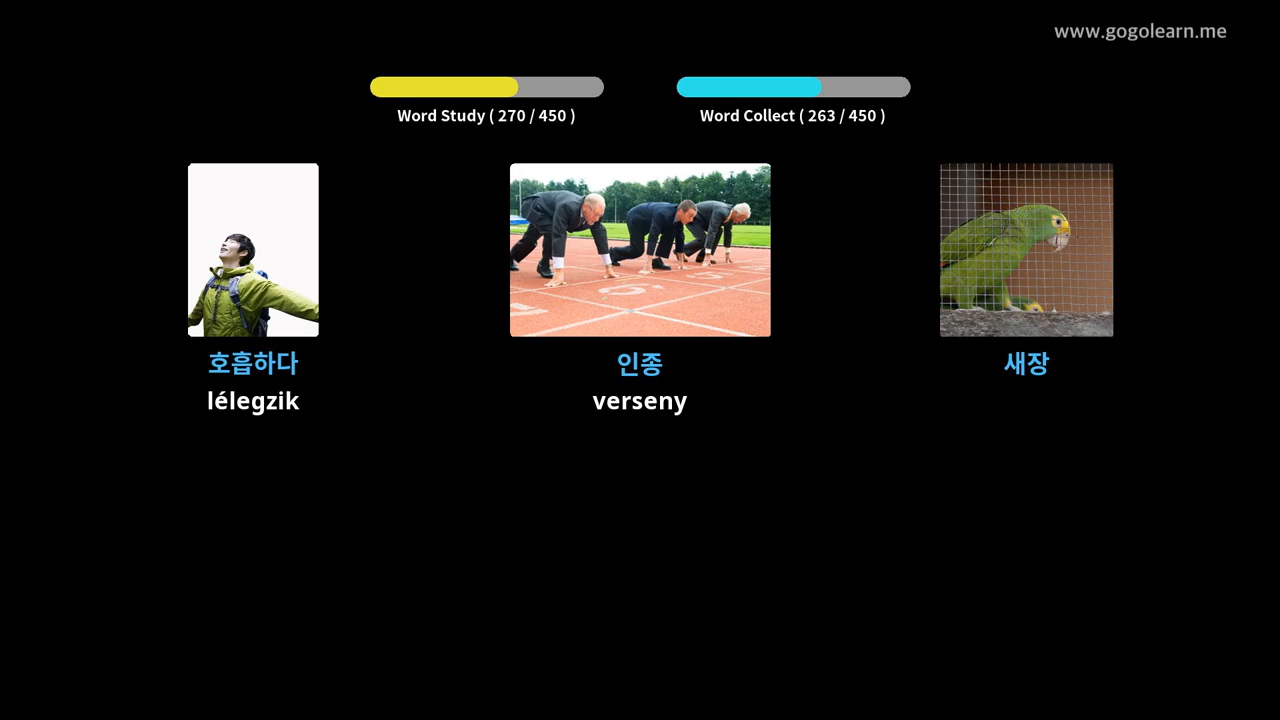 www.gogolearn.me
Word Study ( 270 / 450 )
Word Collect ( 263 / 450 )
호흡하다
lélegzik
인종
verseny
새장